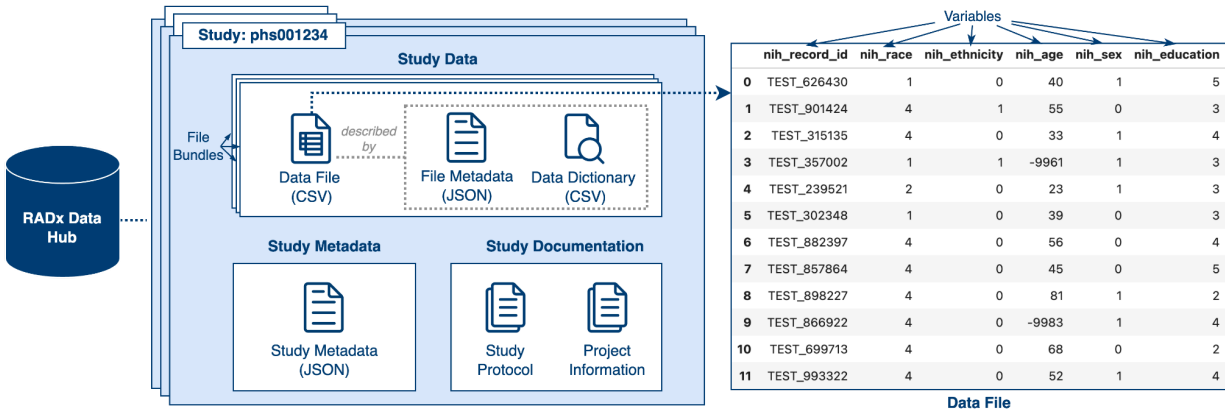 Study: phs001234
Study Data
File
Bundles
Data File
(CSV)
described
by
File Metadata
(JSON)
Data Dictionary
(CSV)
RADx Data
Hub
Study Metadata
Study Metadata
(JSON)
Study Documentation
Study
Protocol
Project
Information
Variables
nih_record_id nih_race nih_ethnicity nih_age nih_sex nih_education
0 TEST_626430 1 0 40 1 5
1 TEST_901424 4 1 55 0 3
2 TEST_315135 4 0 33 1 4
3 TEST_357002 1 1 -9961 1 3
4 TEST_239521 2 0 23 1 3
5 TEST_302348 1 0 39 0 3
6 TEST_882397 4 0 56 0 4
7 TEST_857864 4 0 45 0 5
8 TEST_898227 4 0 81 1 2
9 TEST_866922 4 0 -9983 1 4
10 TEST_699713 4 0 68 0 2
11 TEST_993322 4 0 52 1 4
Data File